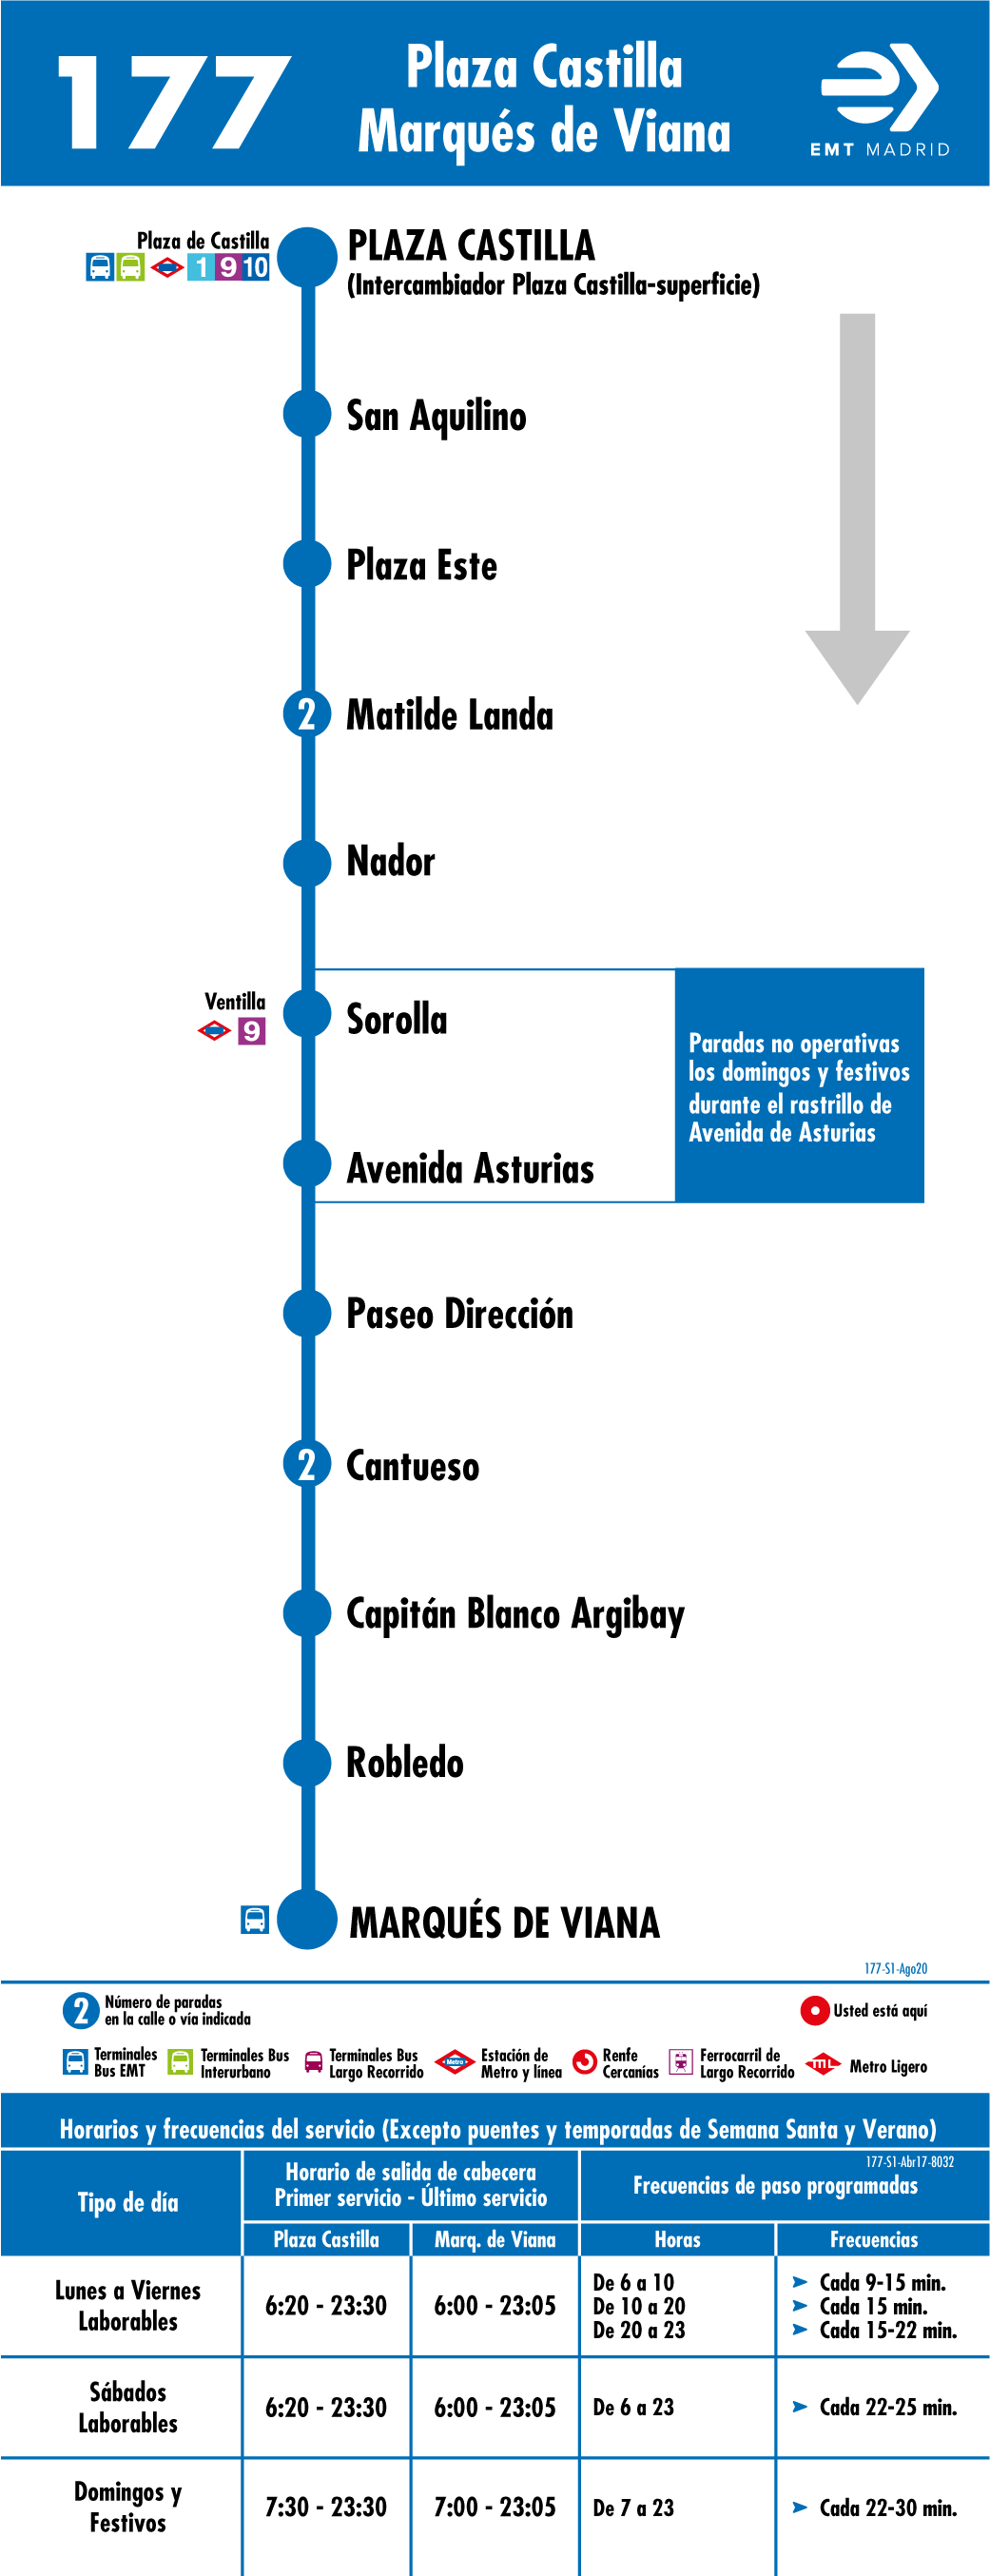 177
Plaza Castilla
Marqués de Viana
EMT MADRID
Plaza de Castilla
1 9 10
PLAZA CASTILLA
(Intercambiador Plaza Castilla-superficie)
San Aquilino
Plaza Este
2 Matilde Landa
Nador
Ventilla
9
Sorolla
Paradas no operativas
los domingos y festivos
durante el rastrillo de
Avenida de Asturias
Avenida Asturias
Paseo Dirección
2 Cantueso
Capitán Blanco Argibay
Robledo
MARQUÉS DE VIANA
177-S1-Ago20
2 Número de paradas
en la calle o vía indicada
Usted está aquí
Terminales
Bus EMT
Terminales Bus
Interurbano
Terminales Bus
Largo Recorrido
Metro
Estación de
Metro y línea
Renfe
Cercanías
Ferrocarril de
Largo Recorrido
ML
Metro Ligero
Horarios y frecuencias del servicio (Excepto puentes y temporadas de Semana Santa y Verano)
177-S1-Abr17-8032
Tipo de día
Horario de salida de cabecera
Primer servicio - Último servicio
Frecuencias de paso programadas
Plaza Castilla
Marq. de Viana
Horas
Frecuencias
Lunes a Viernes
Laborables
6:20 - 23:30
6:00 - 23:05
De 6 a 10
Cada 9-15 min.
De 10 a 20
Cada 15 min.
De 20 a 23
Cada 15-22 min.
Sábados
Laborables
6:20 - 23:30
6:00 - 23:05
De 6 a 23
Cada 22-25 min.
Domingos y
Festivos
7:30 - 23:30
7:00 - 23:05
De 7 a 23
Cada 22-30 min.